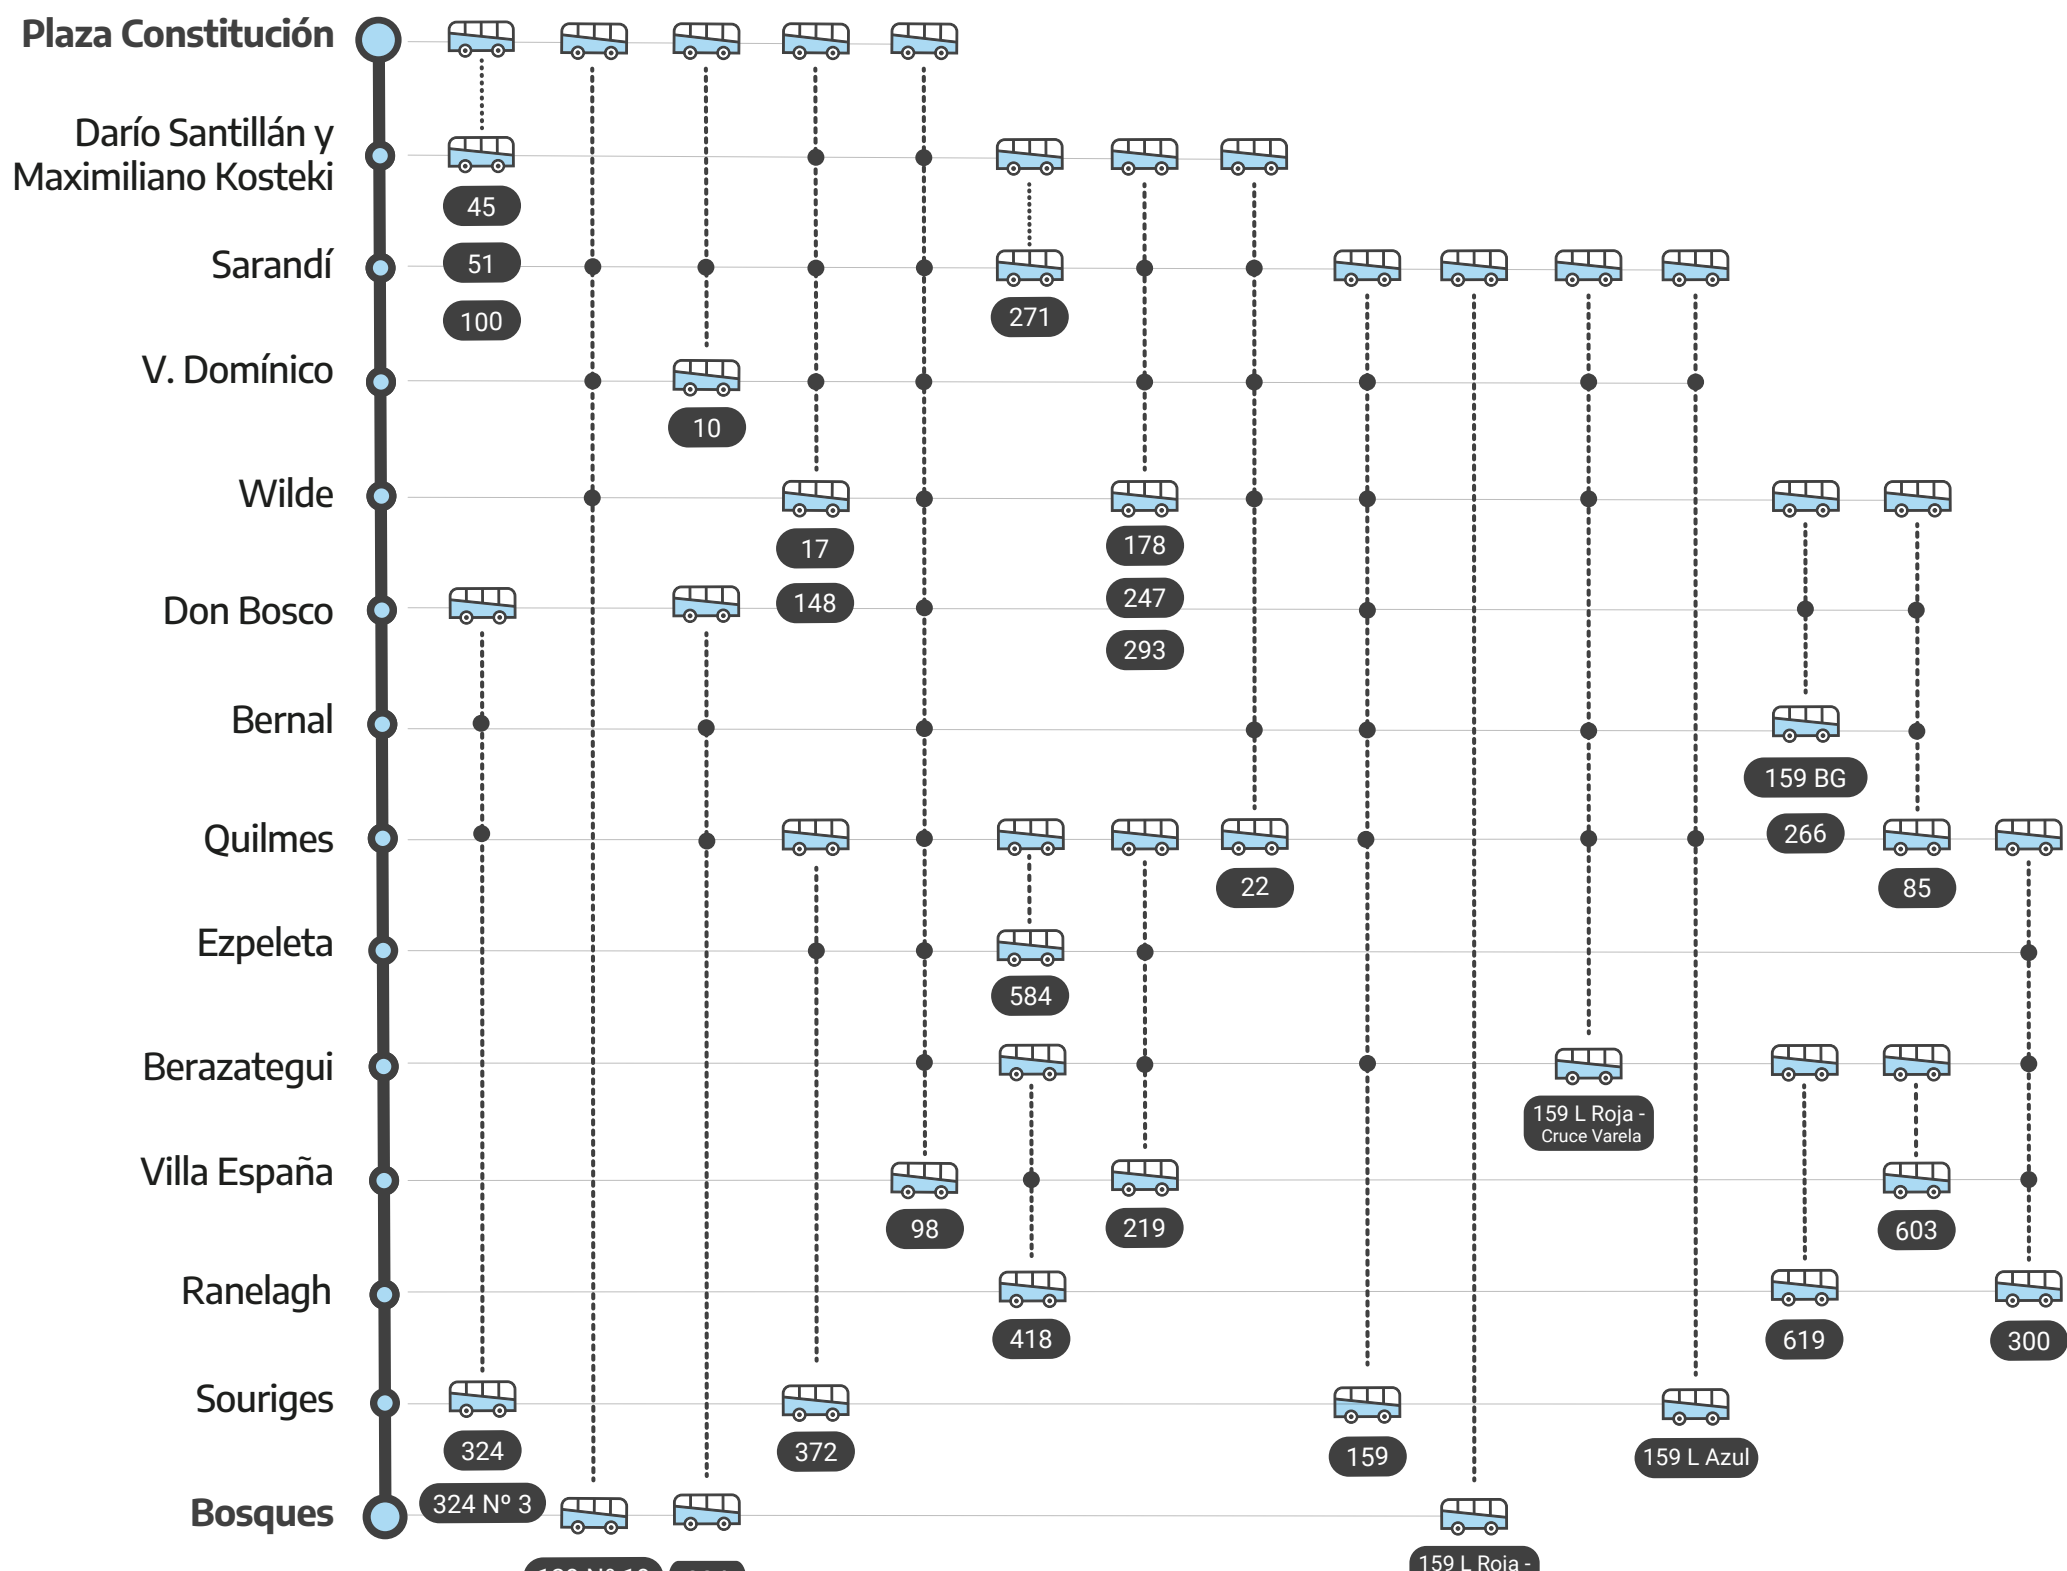 Plaza Constitución
Darío Santillán y
Maximiliano Kosteki
45
Sarandí
51
271
100
V. Domínico
10
Wilde
17
178
148
247
Don Bosco
293
Bernal
159 BG
Quilmes
266
22
85
Ezpeleta
584
Berazategui
159 L Roja -
Cruce Varela
Villa España
98
219
603
Ranelagh
418
619
300
Souriges
324
372
159
159 L Azul
324 Nº 3
Bosques
159 L Roja -